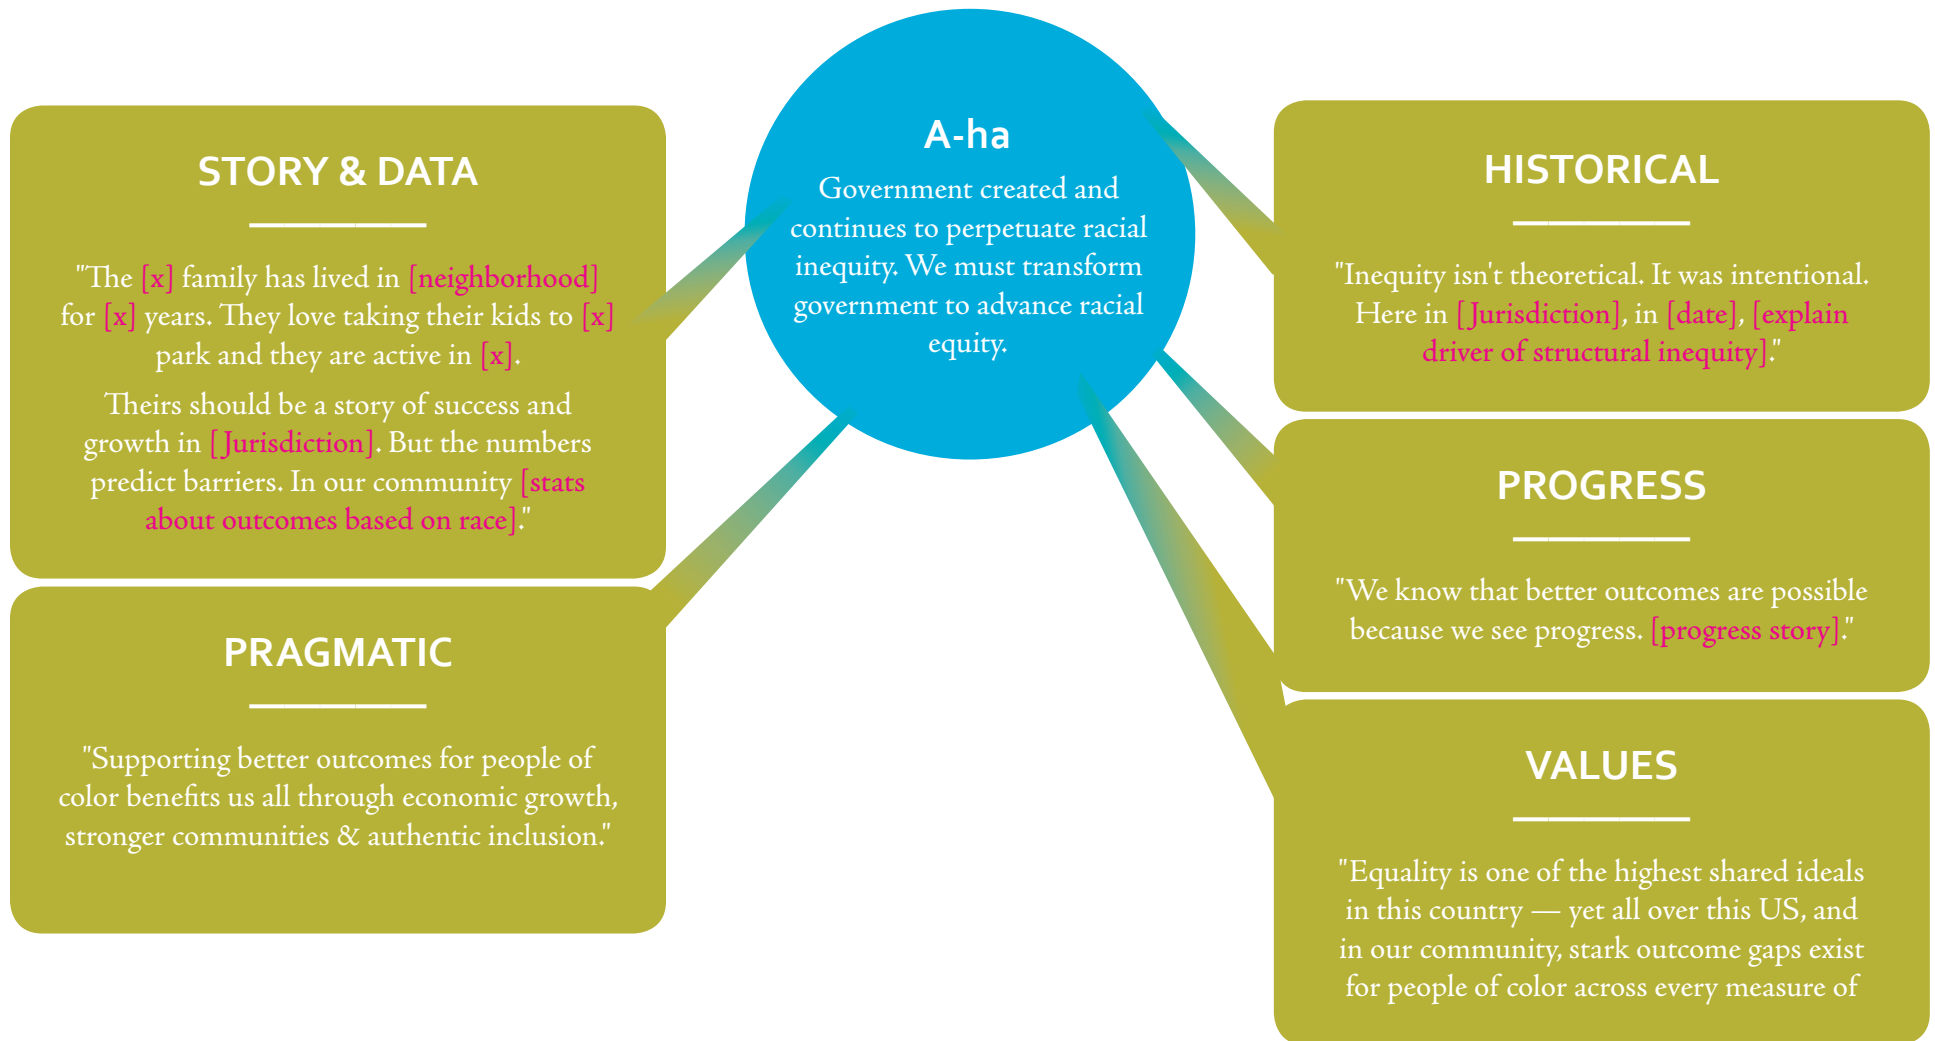 A-ha
Government created and
continues to perpetuate racial
inequity. We must transform
government to advance racial
equity.
STORY & DATA
"The [x] family has lived in [neighborhood]
for [x] years. They love taking their kids to [x]
park and they are active in [x].
Theirs should be a story of success and
growth in [Jurisdiction]. But the numbers
predict barriers. In our community [stats
about outcomes based on race]."
PRAGMATIC
"Supporting better outcomes for people of
color benefits us all through economic growth,
stronger communities & authentic inclusion."
HISTORICAL
"Inequity isn't theoretical. It was intentional.
Here in [Jurisdiction], in [date], [explain
driver of structural inequity]."
PROGRESS
"We know that better outcomes are possible
because we see progress. [progress story]."
VALUES
"Equality is one of the highest shared ideals
in this country — yet all over this US, and
in our community, stark outcome gaps exist
for people of color across every measure of